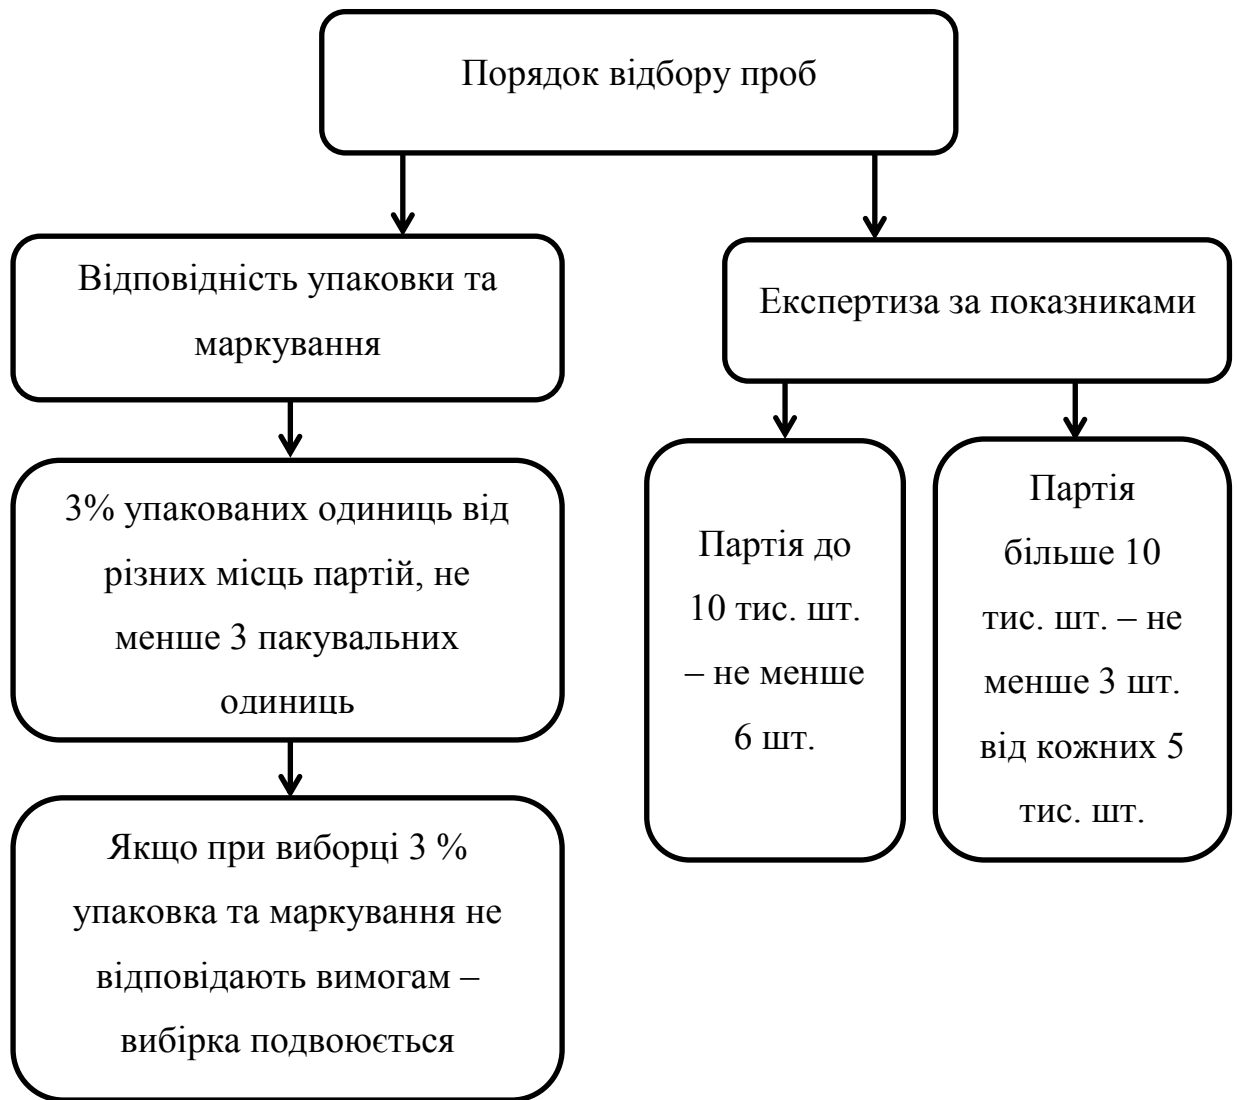 Порядок відбору проб
Відповідність упаковки та
маркування
3% упакованих одиниць від
різних місць партій, не
менше 3 пакувальних
одиниць
Якщо при виборці 3 %
упаковка та маркування не
відповідають вимогам –
вибірка подвоюється
Експертиза за показниками
Партія до
10 тис. шт.
– не менше
6 шт.
Партія
більше 10
тис. шт. – не
менше 3 шт.
від кожних 5
тис. шт.